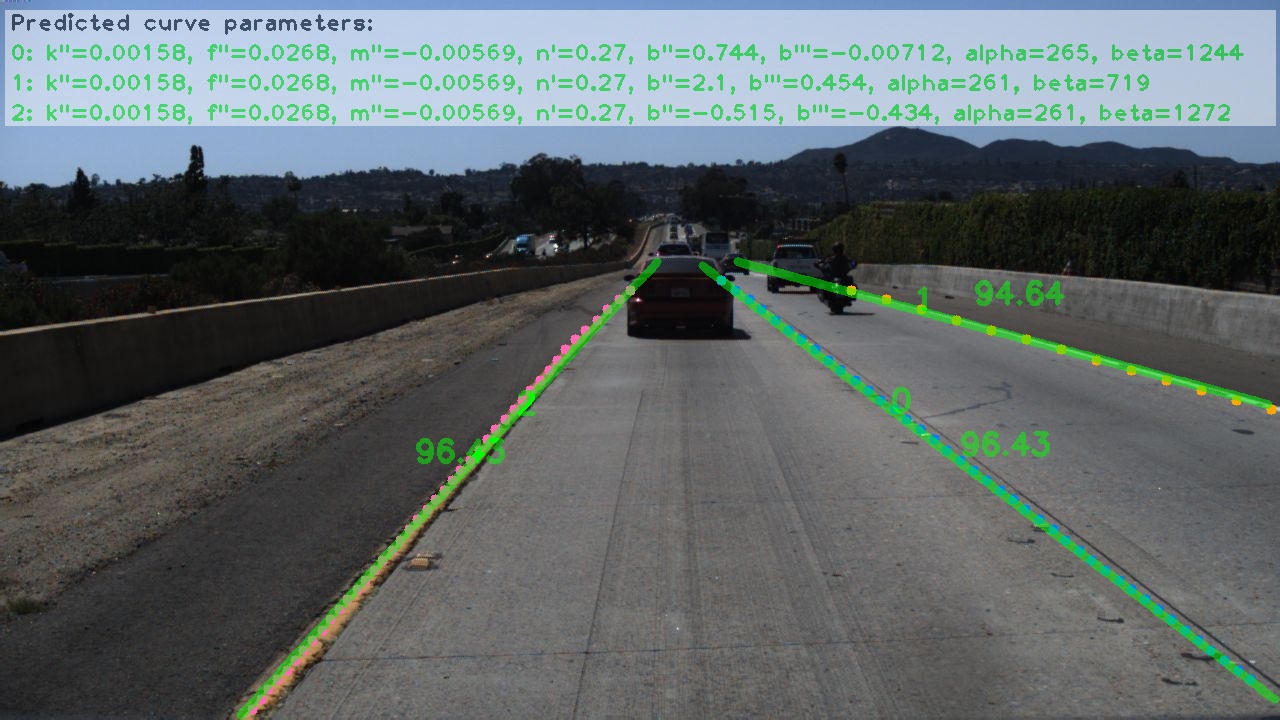 Predicted curve parameters:
0: k''=0.00158, f''=0.0268, m''=-0.00569, n'=0.27, b''=0.744, b'''=-0.00712, alpha=265, beta=1244
1: k''=0.00158, f''=0.0268, m''=-0.00569, n'=0.27, b''=2.1, b'''=0.454, alpha=261, beta=719
2: k''=0.00158, f''=0.0268, m''=-0.00569, n'=0.27, b''=-0.515, b'''=-0.434, alpha=261, beta=1272
1 94.64
2
0
96.43
96.43